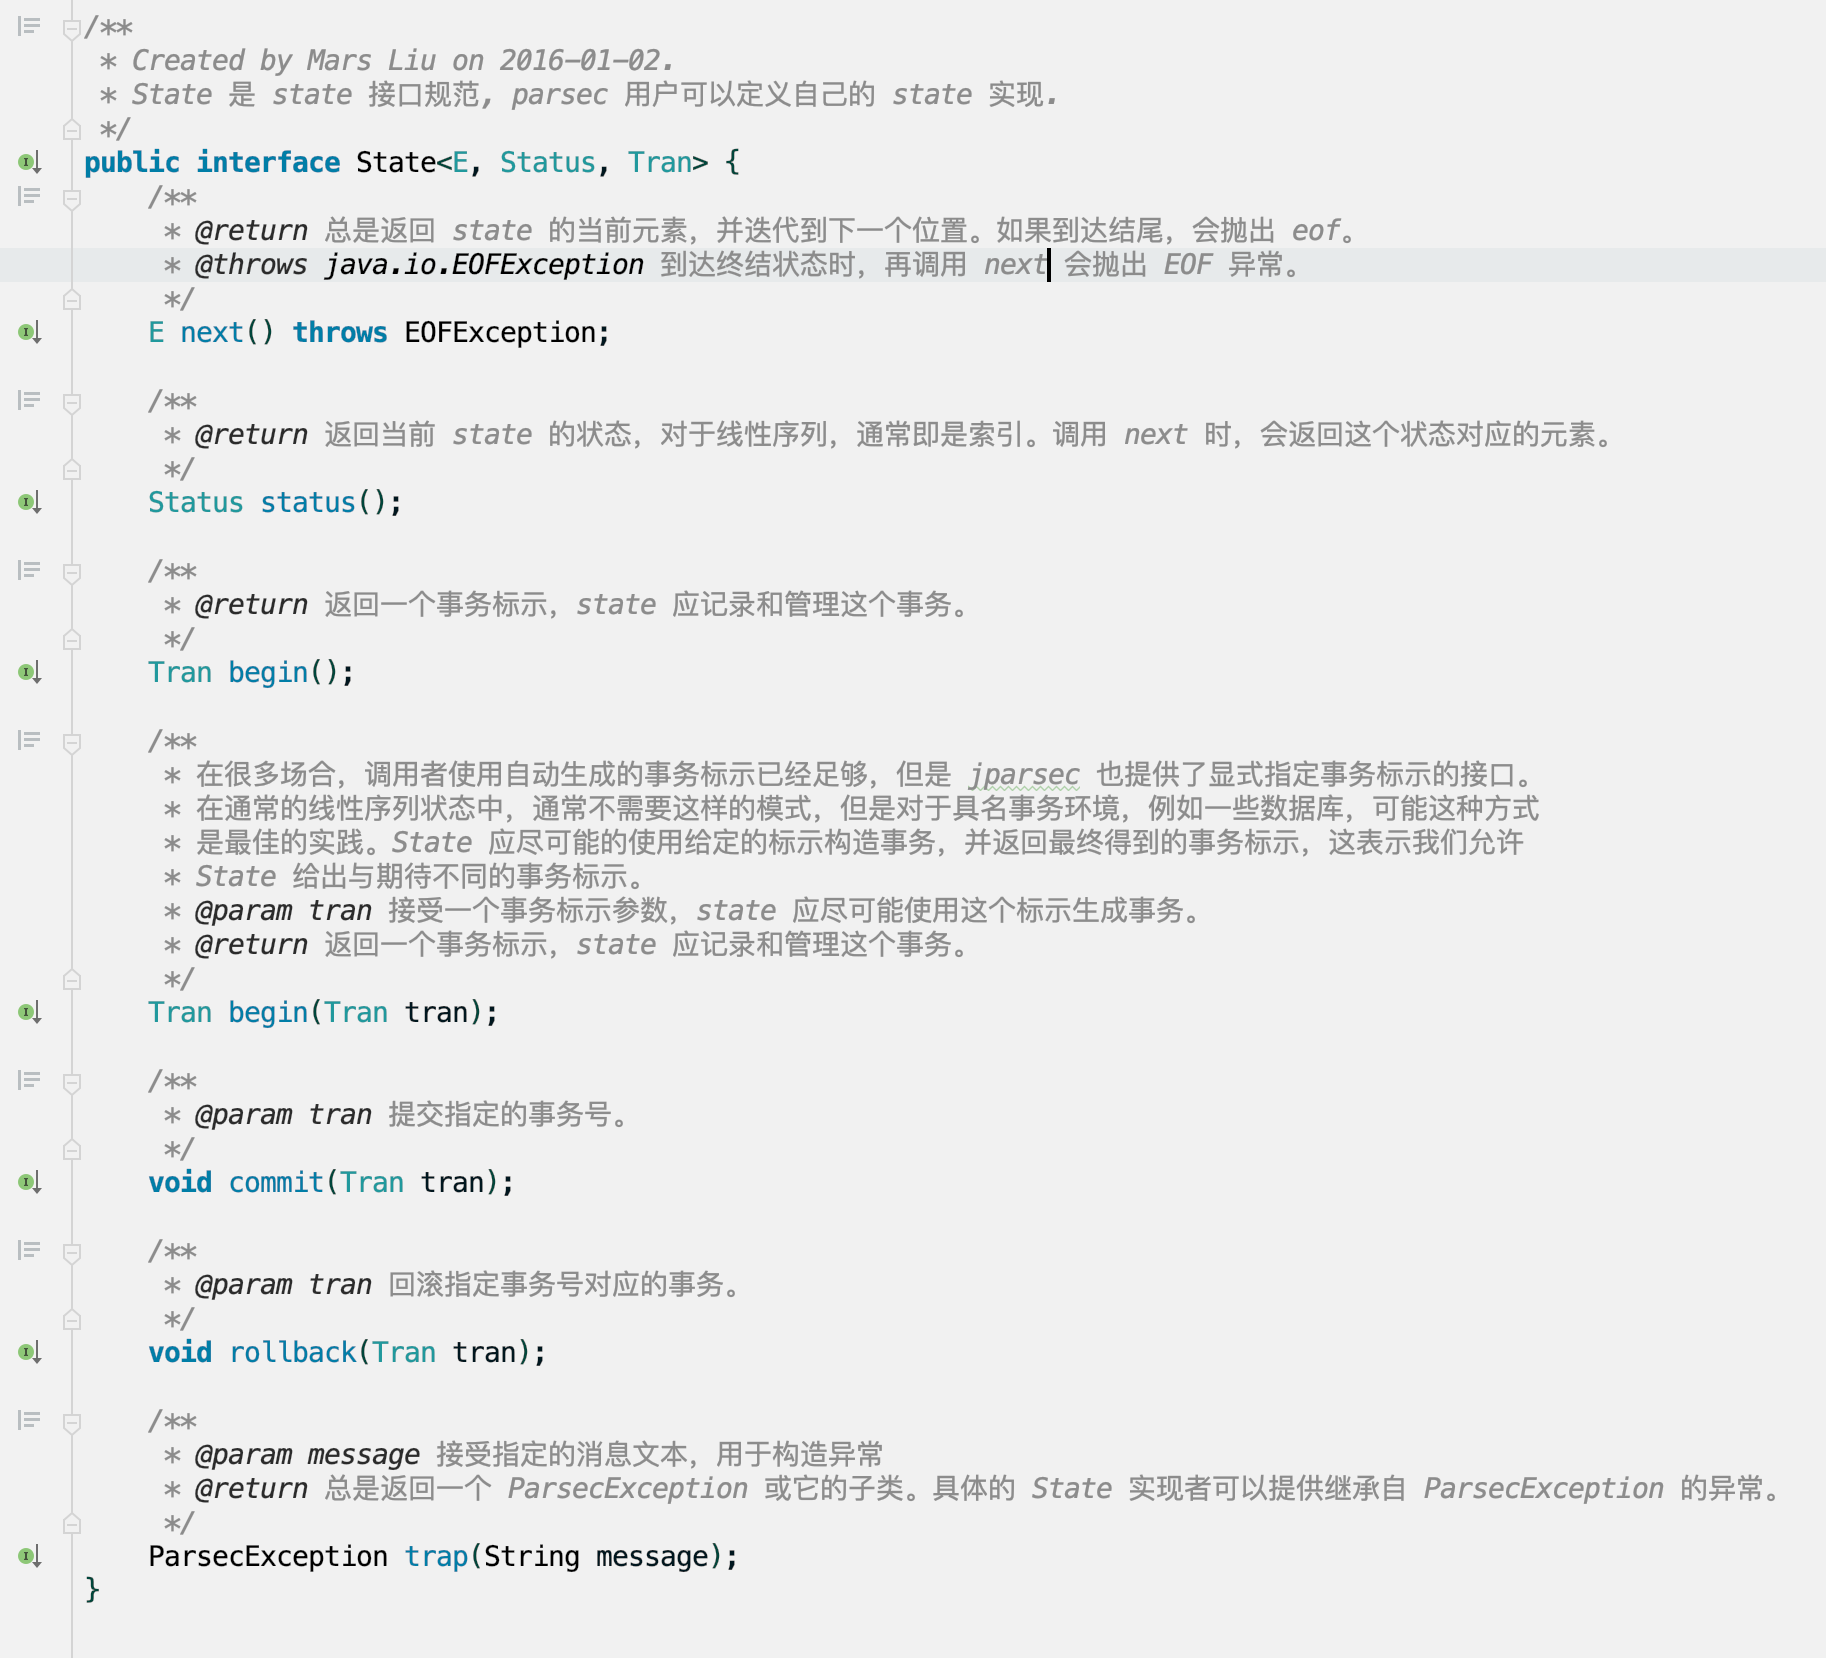 /**
 * Created by Mars Liu on 2016-01-02.
 * State 是 state 接口规范, parsec 用户可以定义自己的 state 实现.
 */
public interface State<E, Status, Tran> {
    /**
     * @return 总是返回 state 的当前元素，并迭代到下一个位置。如果到达结尾，会抛出 eof。
     * @throws java.io.EOFException 到达终结状态时，再调用 next 会抛出 EOF 异常。
     */
    E next() throws EOFException;

    /**
     * @return 返回当前 state 的状态，对于线性序列，通常即是索引。调用 next 时，会返回这个状态对应的元素。
     */
    Status status();

    /**
     * @return 返回一个事务标示，state 应记录和管理这个事务。
     */
    Tran begin();

    /**
     * 在很多场合，调用者使用自动生成的事务标示已经足够，但是 jparsec 也提供了显式指定事务标示的接口。
     * 在通常的线性序列状态中，通常不需要这样的模式，但是对于具名事务环境，例如一些数据库，可能这种方式
     * 是最佳的实践。State 应尽可能的使用给定的标示构造事务，并返回最终得到的事务标示，这表示我们允许
     * State 给出与期待不同的事务标示。
     * @param tran 接受一个事务标示参数，state 应尽可能使用这个标示生成事务。
     * @return 返回一个事务标示，state 应记录和管理这个事务。
     */
    Tran begin(Tran tran);

    /**
     * @param tran 提交指定的事务号。
     */
    void commit(Tran tran);

    /**
     * @param tran 回滚指定事务号对应的事务。
     */
    void rollback(Tran tran);

    /**
     * @param message 接受指定的消息文本，用于构造异常
     * @return 总是返回一个 ParsecException 或它的子类。具体的 State 实现者可以提供继承自 ParsecException 的异常。
     */
    ParsecException trap(String message);
}